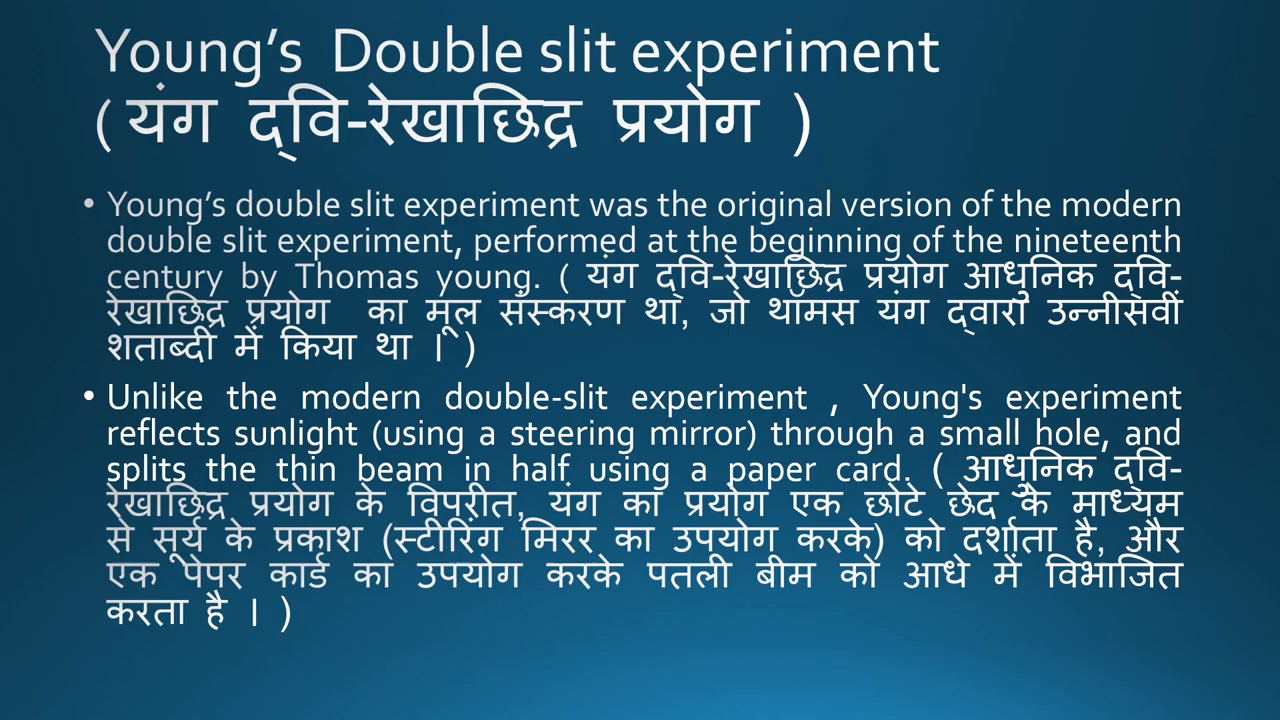 Young’s Double slit experiment
( यंग द्वि-रेखाछिद्र प्रयोग )
• Young’s double slit experiment was the original version of the modern
double slit experiment, performed at the beginning of the nineteenth
century by Thomas young. ( यंग द्वि-रेखाछिद्र प्रयोग आधुनिक द्वि-
रेखाछिद्र प्रयोग का मूल संस्करण था, जो थॉमस यंग द्वारा उन्नीसवीं
शताब्दी में किया था । )
• Unlike the modern double-slit experiment , Young's experiment
reflects sunlight (using a steering mirror) through a small hole, and
splits the thin beam in half using a paper card. ( आधुनिक द्वि-
रेखाछिद्र प्रयोग के विपरीत, यंग का प्रयोग एक छोटे छेद के माध्यम
से सूर्य के प्रकाश (स्टीरिंग मिरर का उपयोग करके) को दर्शाता है, और
एक पेपर कार्ड का उपयोग करके पतली बीम को आधे में विभाजित
करता है । )